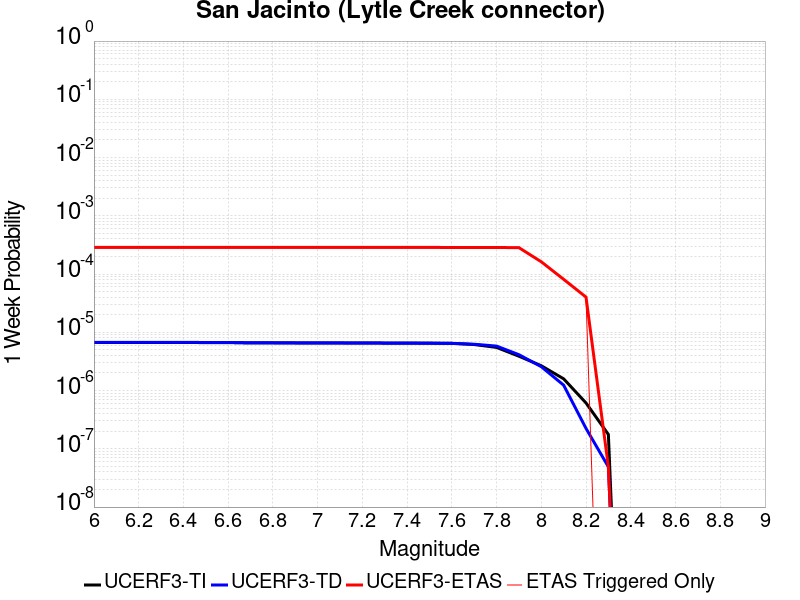 San Jacinto (Lytle Creek connector)
10^0
10^-1
10^-2
10^-3
10^-4
10^-5
10^-6
10^-7
10^-8
1 Week Probability
6 6.2 6.4 6.6 6.8 7 7.2 7.4 7.6 7.8 8 8.2 8.4 8.6 8.8 9
Magnitude
UCERF3-TI UCERF3-TD UCERF3-ETAS ETAS Triggered Only